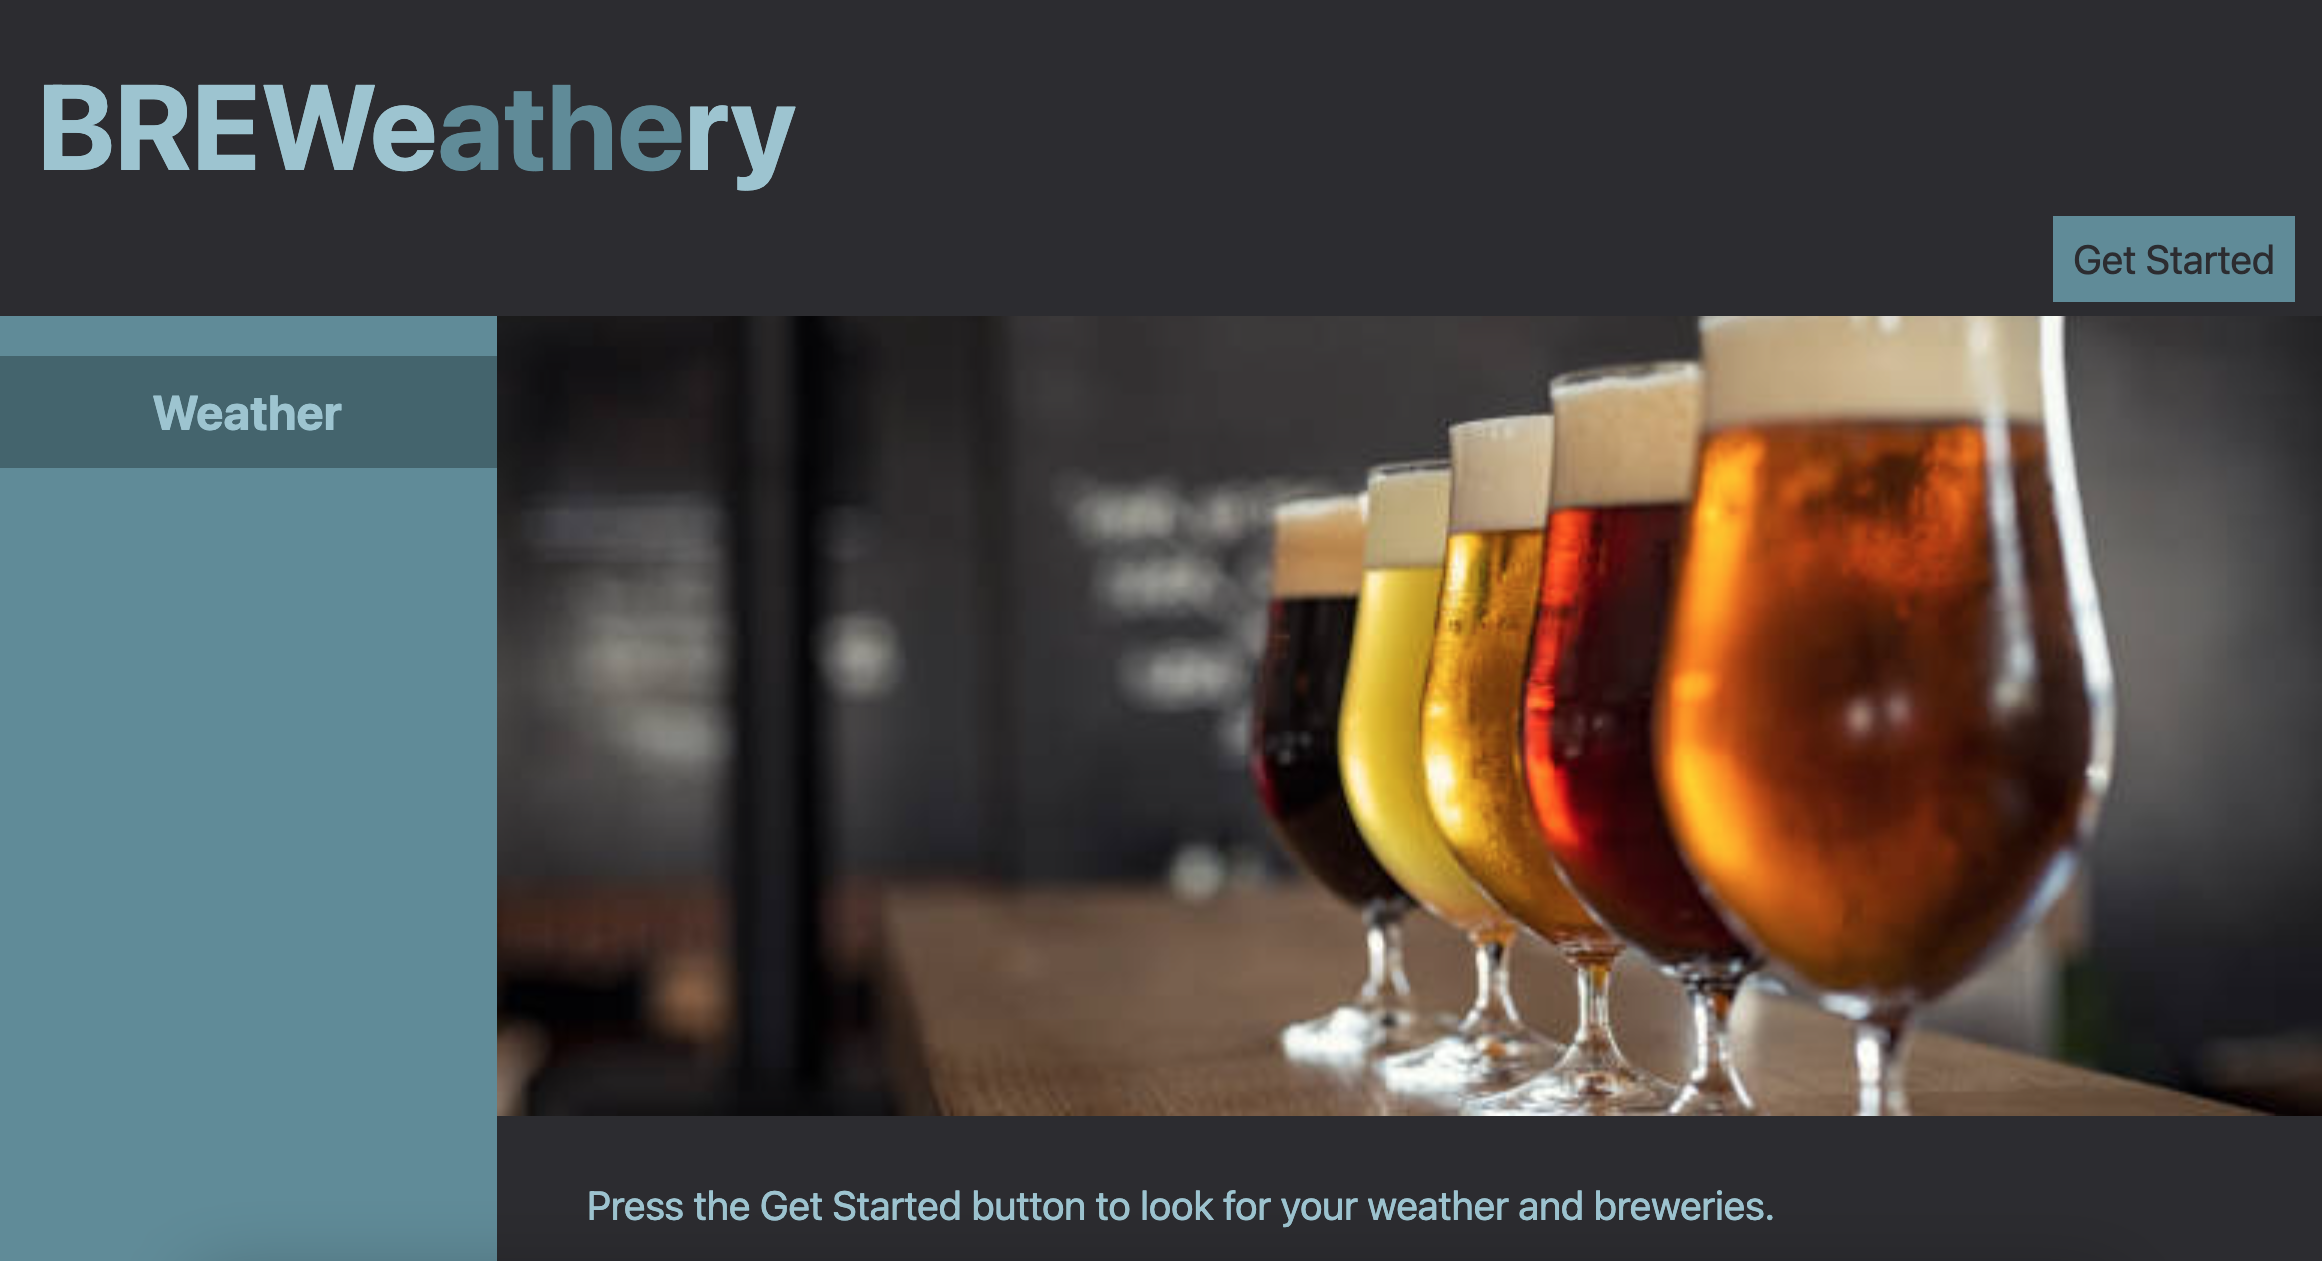 BREWeathery
Get Started
Weather
Press the Get Started button to look for your weather and breweries.